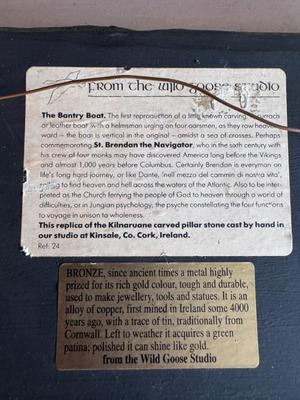 from the wild goose studio
The Bantry Boat. The first reproduction of a little known carving
or leather boat with a helmsman urging on four oarsmen, as they row heaven-
ward – the boat is vertical in the original – amidst a sea of crosses. Perhaps
commemorating St. Brendan the Navigator, who in the sixth century with
his crew of four monks may have discovered America long before the Vikings
and almost 1,000 years before Columbus. Certainly Brendan is everyman on
life's long hard journey, or like Dante, 'nell mezzo del cammin di nostra vita',
to find heaven and hell across the waters of the Atlantic. Also to be inter-
preted as the Church ferrying the people of God to heaven through a world of
difficulties, or in Jungian psychology, the psyche constellating the four functions
to voyage in unison to wholeness.
This replica of the Kilnaruane carved pillar stone cast by hand in
our studio at Kinsale, Co. Cork, Ireland.
Ref: 24
BRONZE, since ancient times a metal highly
prized for its rich gold colour, tough and durable,
used to make jewellery, tools and statues. It is an
alloy of copper, first mined in Ireland some 4000
years ago, with a trace of tin, traditionally from
Cornwall. Left to weather it acquires a green
patina; polished it can shine like gold.
from the Wild Goose Studio